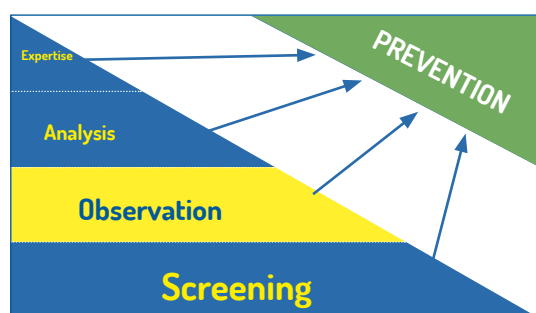 Expertise
PREVENTION
Analysis
Observation
Screening